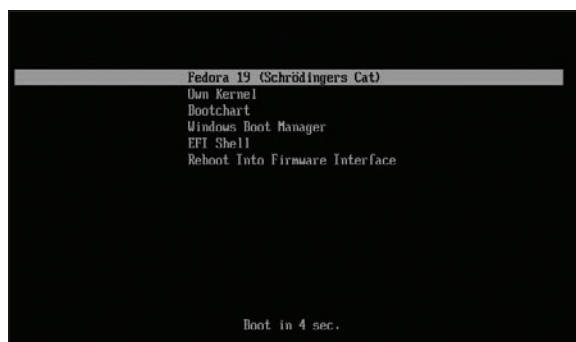 Fedora 19 (Schrödingers Cat)
Own Kernel
Bootchart
Windows Boot Manager
EFI Shell
Reboot Into Firmware Interface
Boot in 4 sec.